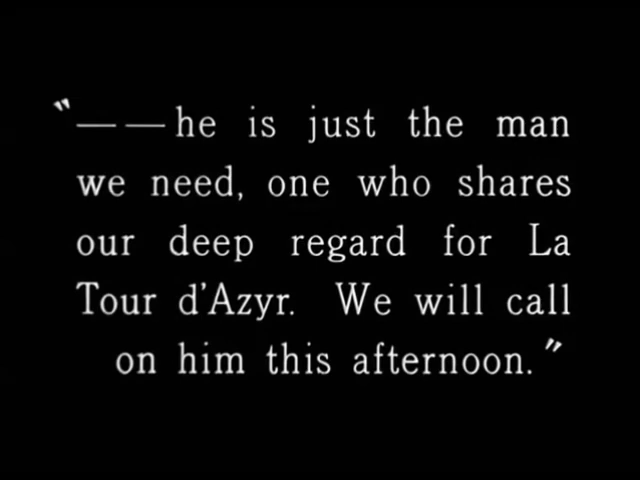 "— — he is just the man
we need, one who shares
our deep regard for La
Tour d'Azyr. We will call
on him this afternoon."